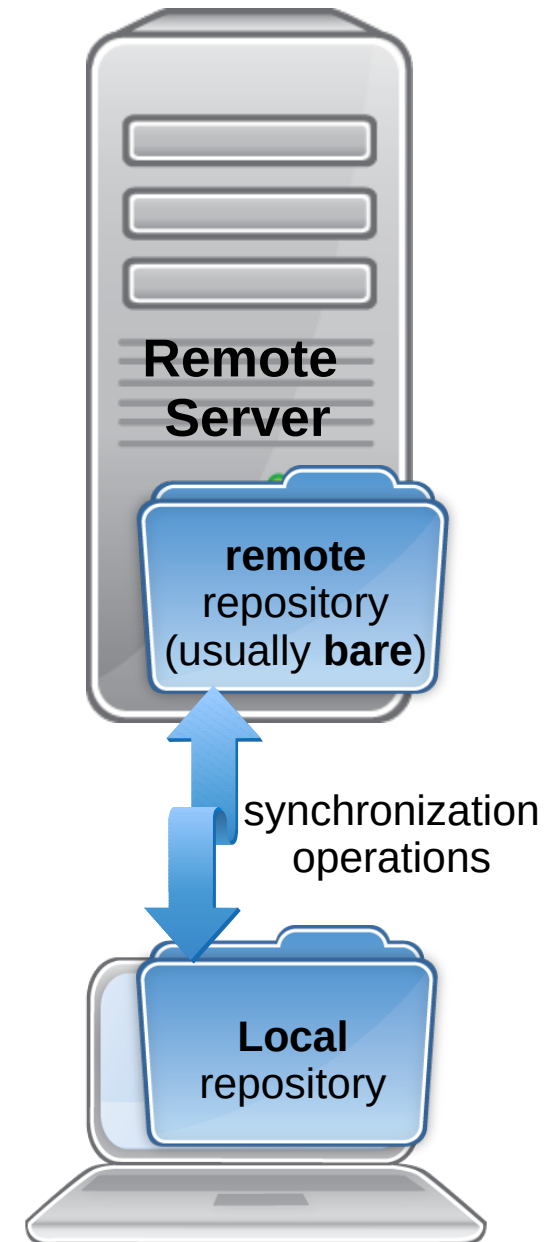 Remote
Server
remote
repository
(usually bare)
synchronization
operations
Local
repository